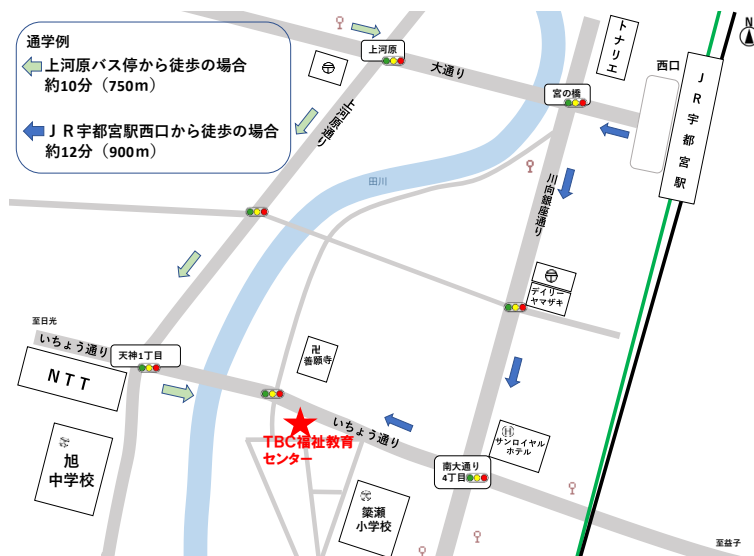 通学例
上河原バス停から徒歩の場合
約10分（750m）
ＪＲ宇都宮駅西口から徒歩の場合
約12分（900m）
上河原
大通り
トナリエ
N
西口
宮の橋
ＪＲ宇都宮駅
上河原通り
田川
川向銀座通り
デイリー
ヤマザキ
至日光
いちょう通り
天神1丁目
NTT
卍
善願寺
TBC福祉教育
センター
いちょう通り
H
サンロイヤル
ホテル
南大通り
4丁目
文
旭
中学校
文
簗瀬
小学校
至益子